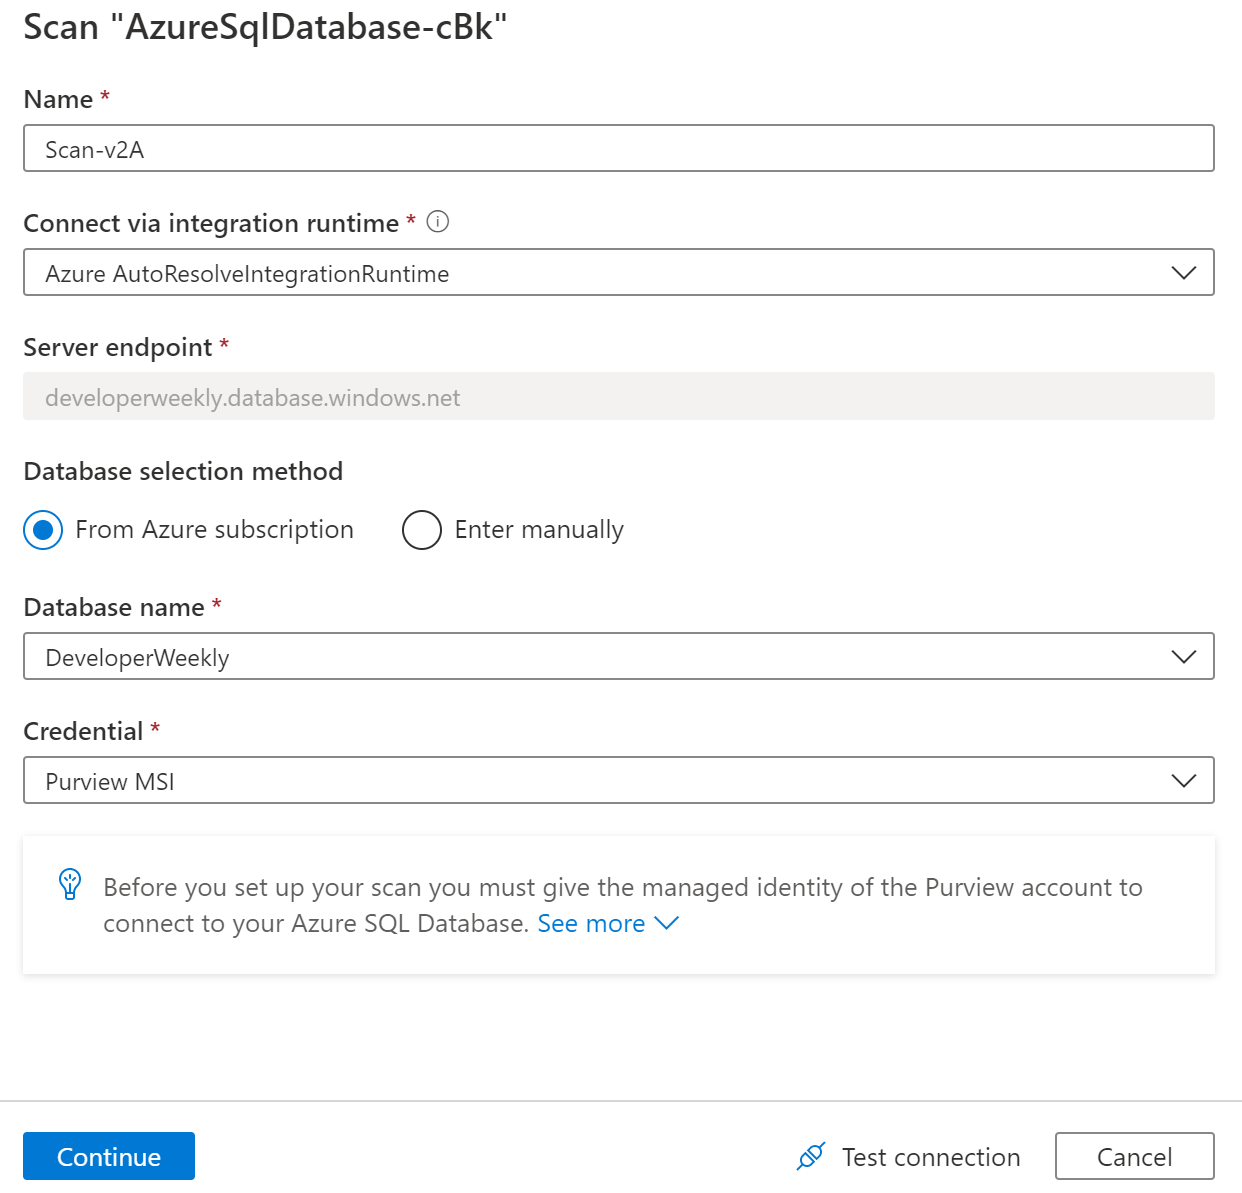 Scan "AzureSqlDatabase-cBk"
Name *
Scan-v2A
Connect via integration runtime *
Azure AutoResolveIntegrationRuntime
Server endpoint *
developerweekly.database.windows.net
Database selection method
From Azure subscription
Enter manually
Database name *
DeveloperWeekly
Credential *
Purview MSI
Before you set up your scan you must give the managed identity of the Purview account to
connect to your Azure SQL Database. See more
Continue
Test connection
Cancel